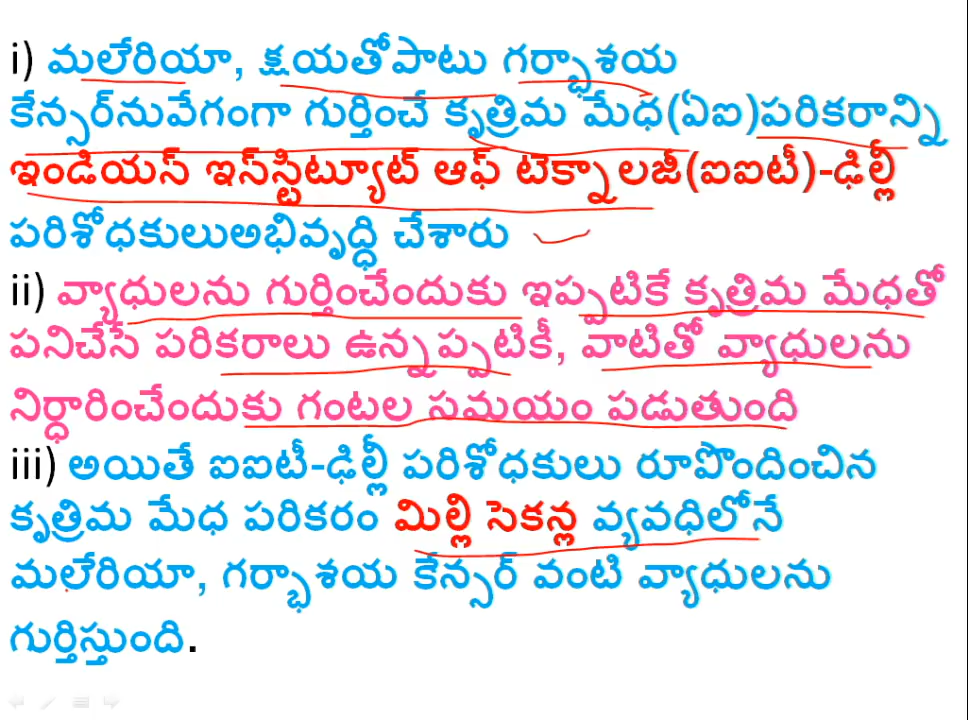 i) మలేరియా, క్షయతోపాటు గర్భాశయ
కేన్సర్‌నువేగంగా గుర్తించే కృత్రిమ మేధ(ఏఐ)పరికరాన్ని
ఇండియన్ ఇన్‌స్టిట్యూట్ ఆఫ్ టెక్నాలజీ(ఐఐటీ)-ఢిల్లీ
పరిశోధకులుఅభివృద్ధి చేశారు
ii) వ్యాధులను గుర్తించేందుకు ఇప్పటికే కృత్రిమ మేధతో
పనిచేసే పరికరాలు ఉన్నప్పటికీ, వాటితో వ్యాధులను
నిర్ధారించేందుకు గంటల సమయం పడుతుంది
iii) అయితే ఐఐటీ-ఢిల్లీ పరిశోధకులు రూపొందించిన
కృత్రిమ మేధ పరికరం మిల్లి సెకన్ల వ్యవధిలోనే
మలేరియా, గర్భాశయ కేన్సర్ వంటి వ్యాధులను
గుర్తిస్తుంది.